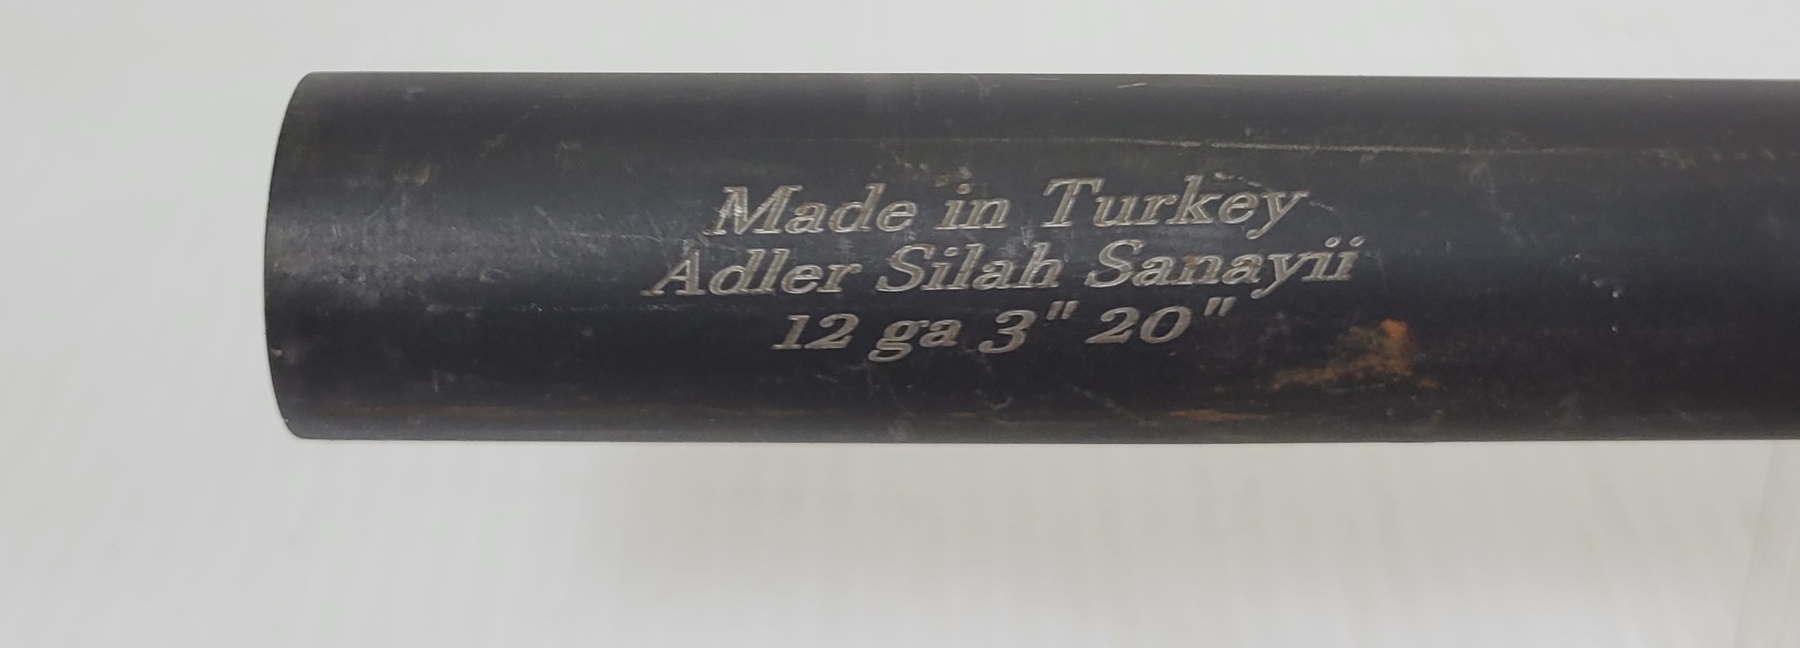 Made in Turkey
Adler Silah Sanayii
12 ga 3" 20"